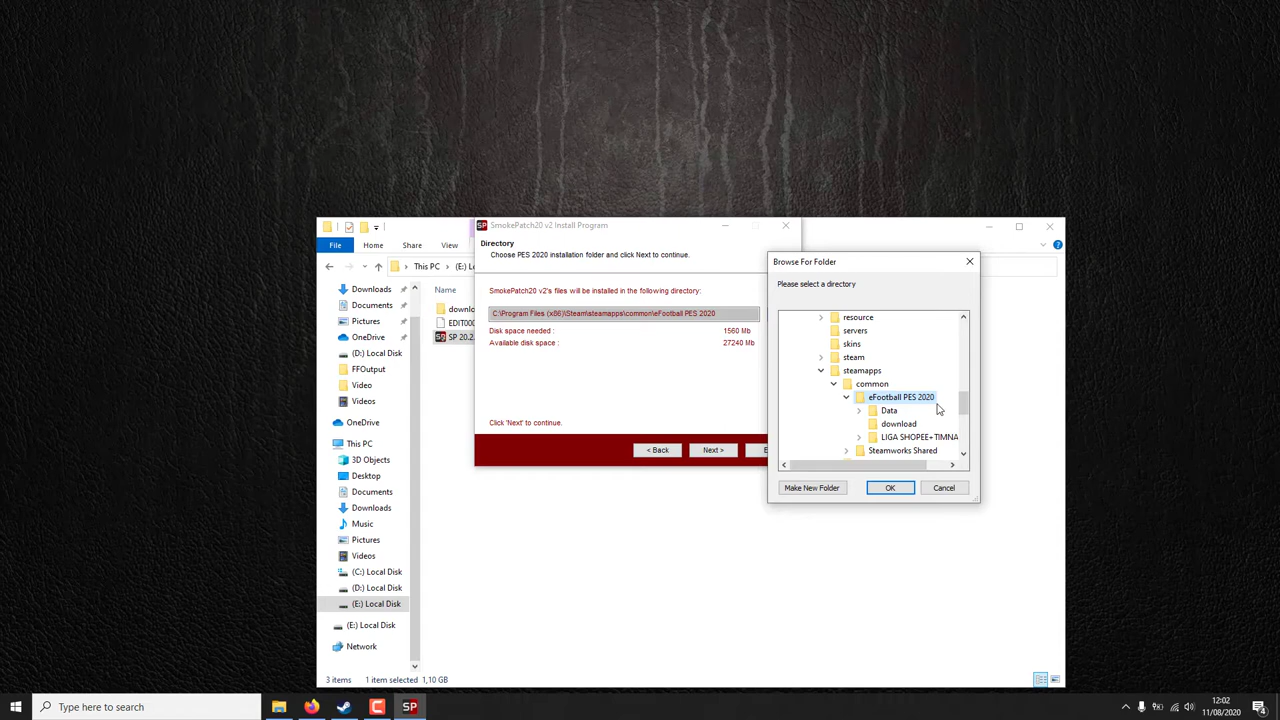 SmokePatch20 v2 Install Program
Directory
Choose PES 2020 installation folder and click Next to continue.
SmokePatch20 v2's files will be installed in the following directory:
C:\Program Files (x86)\Steam\steamapps\common\eFootball PES 2020
Disk space needed : 1560 Mb
Available disk space : 27240 Mb
Click 'Next' to continue.
< Back
Next >
E
File
Home
Share
View
This PC
(E:) L
Name
downlo
EDIT000
SP 20.2.
Downloads
Documents
Pictures
OneDrive
(D:) Local Disk
FFOutput
Video
Videos
OneDrive
This PC
3D Objects
Desktop
Documents
Downloads
Music
Pictures
Videos
(C:) Local Disk
(D:) Local Disk
(E:) Local Disk
(E:) Local Disk
Network
3 items 1 item selected 1,10 GB
Browse For Folder
Please select a directory
resource
servers
skins
steam
steamapps
common
eFootball PES 2020
Data
download
LIGA SHOPEE+TIMNA
Steamworks Shared
Make New Folder
OK
Cancel
Type here to search
SP
12:02
11/08/2020